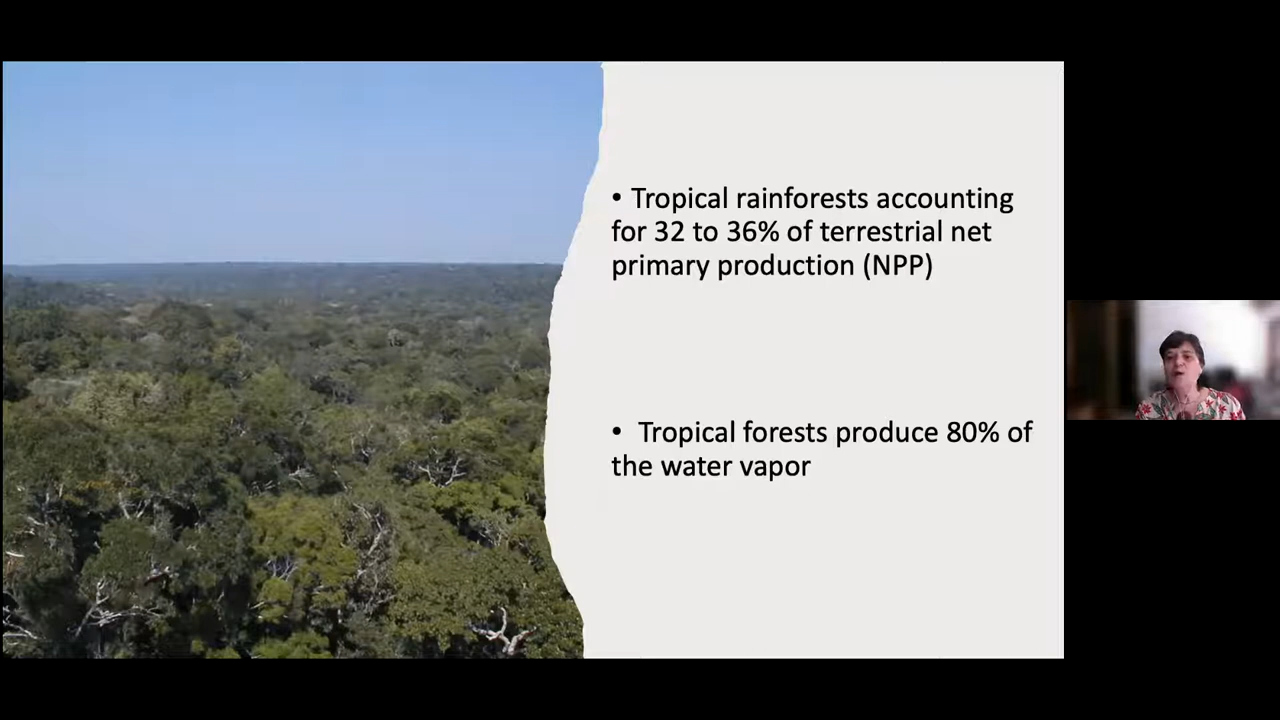 • Tropical rainforests accounting
for 32 to 36% of terrestrial net
primary production (NPP)
• Tropical forests produce 80% of
the water vapor